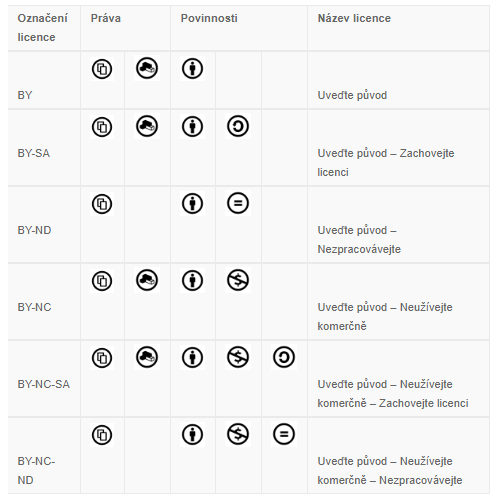 Označení Práva Povinnosti Název licence
licence
BY Uveďte původ
BY-SA Uveďte původ – Zachovejte
licenci
BY-ND Uveďte původ –
Nezpracovávejte
BY-NC Uveďte původ – Neužívejte
komerčně
BY-NC-SA Uveďte původ – Neužívejte
komerčně – Zachovejte licenci
BY-NC- Uveďte původ – Neužívejte
ND komerčně – Nezpracovávejte